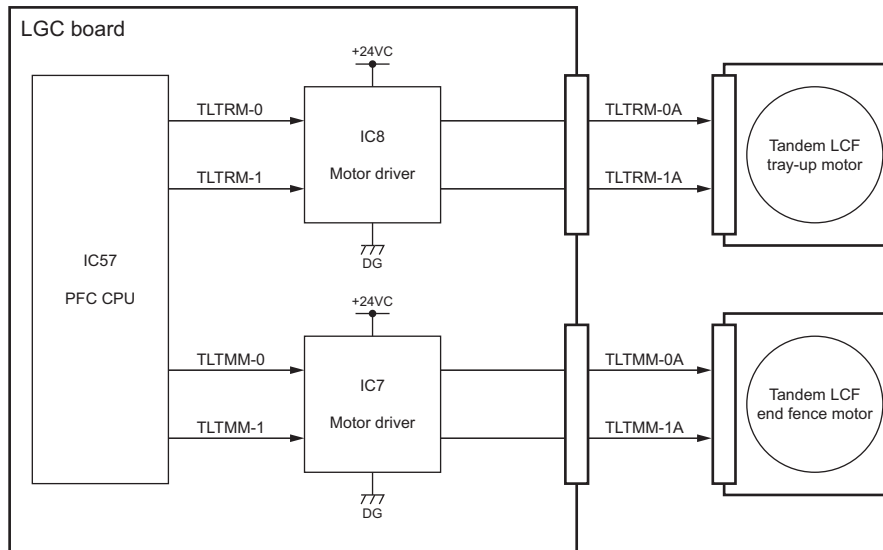 LGC board
+24VC
TLTRM-0
TLTRM-1
IC8
Motor driver
DG
TLTRM-0A
TLTRM-1A
Tandem LCF
tray-up motor
IC57
PFC CPU
+24VC
TLTMM-0
TLTMM-1
IC7
Motor driver
DG
TLTMM-0A
TLTMM-1A
Tandem LCF
end fence motor